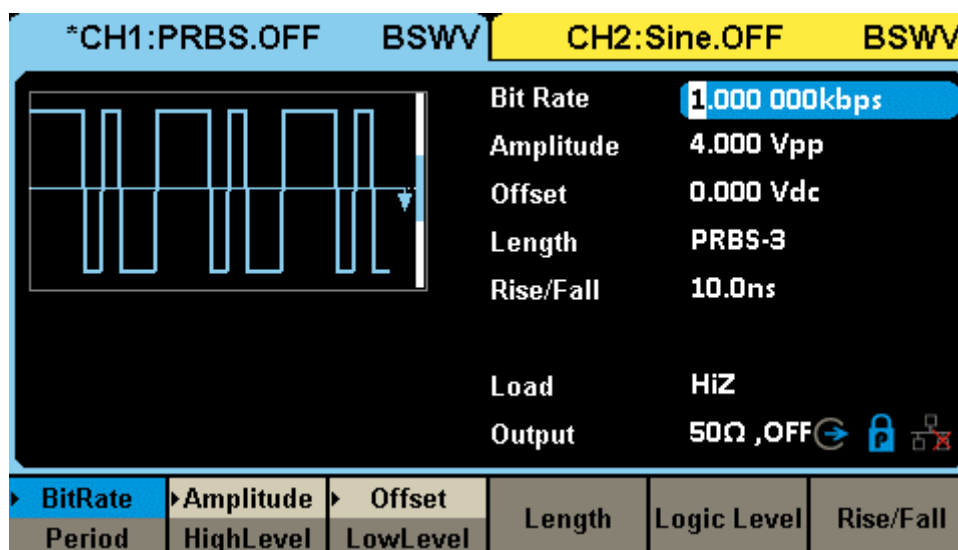 *CH1:PRBS.OFF BSWV CH2:Sine.OFF BSWV
Bit Rate 1.000 000kbps
Amplitude 4.000 Vpp
Offset 0.000 Vdc
Length PRBS-3
Rise/Fall 10.0ns
Load HiZ
Output 50Ω ,OFF
BitRate Amplitude Offset Length Logic Level Rise/Fall
Period HighLevel LowLevel